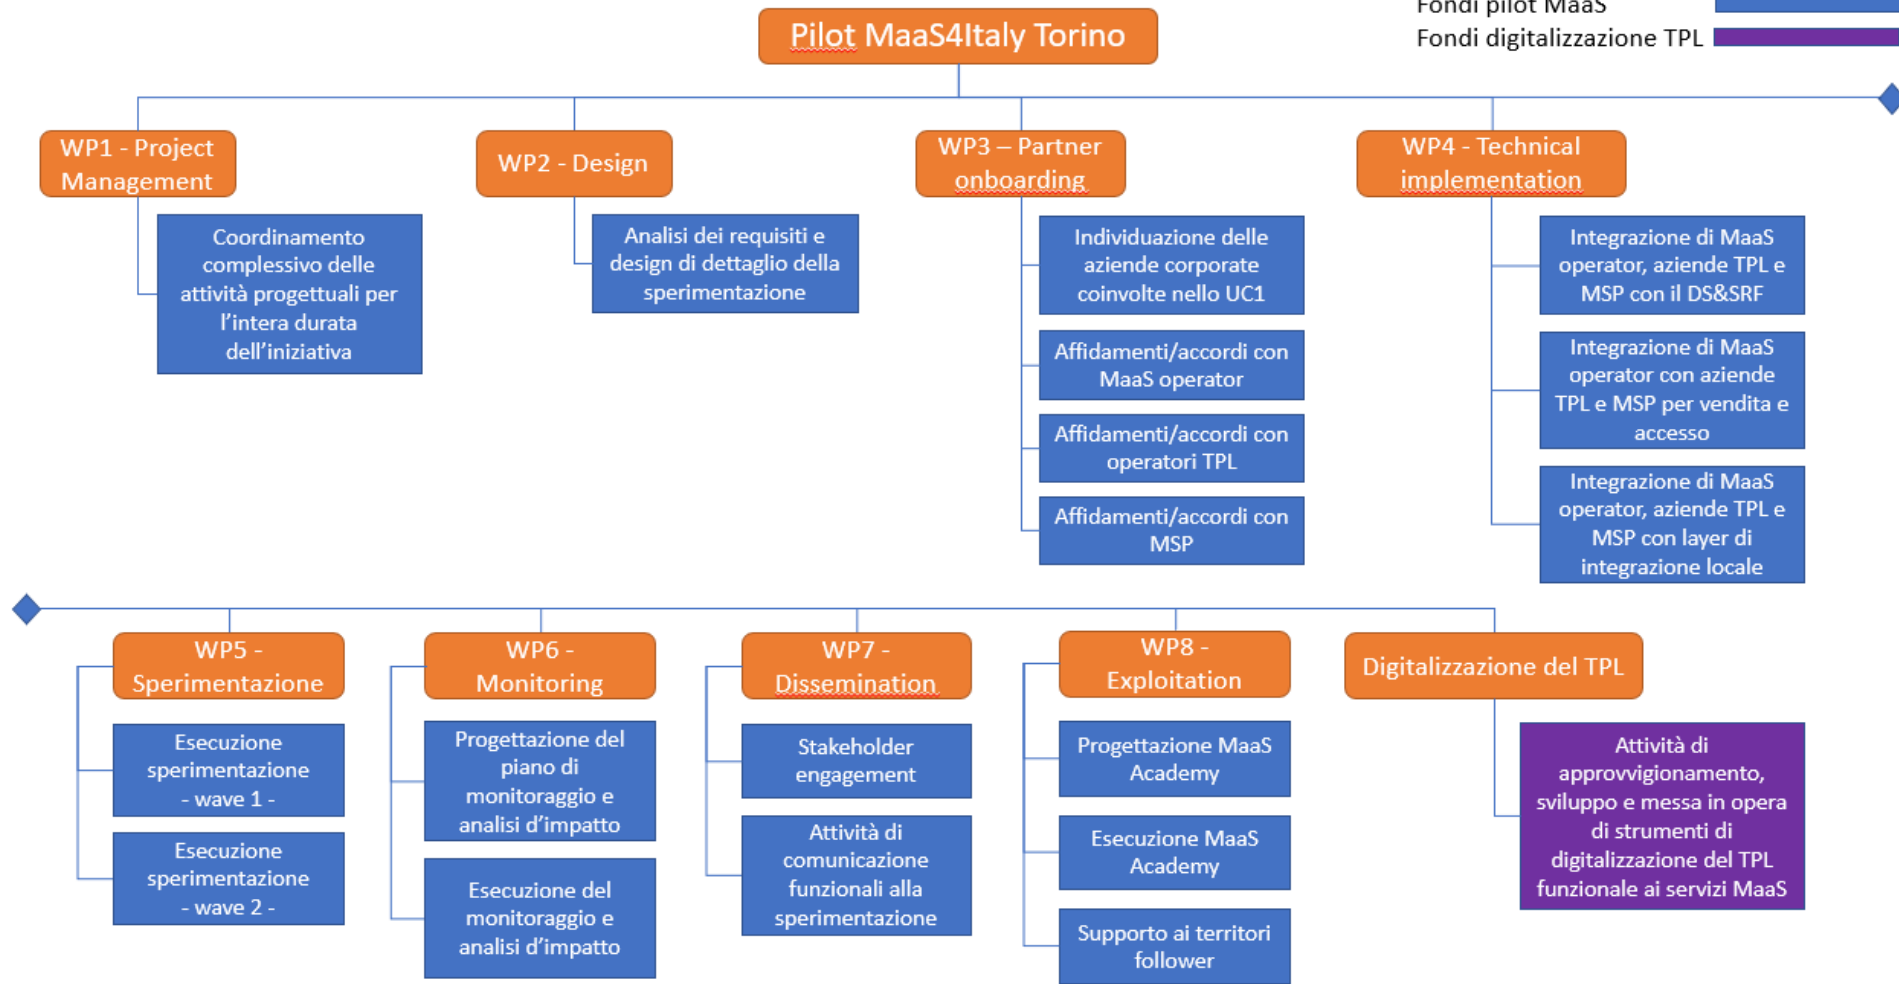 Fondi pilot MaaS
Fondi digitalizzazione TPL
Pilot MaaS4Italy Torino
WP1 - Project
Management
WP2 - Design
WP3 – Partner
onboarding
WP4 - Technical
implementation
Coordinamento
complessivo delle
attività progettuali per
l’intera durata
dell’iniziativa
Analisi dei requisiti e
design di dettaglio della
sperimentazione
Individuazione delle
aziende corporate
coinvolte nello UC1
Affidamenti/accordi con
MaaS operator
Affidamenti/accordi con
operatori TPL
Affidamenti/accordi con
MSP
Integrazione di MaaS
operator, aziende TPL e
MSP con il DS&SRF
Integrazione di MaaS
operator con aziende
TPL e MSP per vendita e
accesso
Integrazione di MaaS
operator, aziende TPL e
MSP con layer di
integrazione locale
WP5 -
Sperimentazione
WP6 -
Monitoring
WP7 -
Dissemination
WP8 -
Exploitation
Digitalizzazione del TPL
Esecuzione
sperimentazione
- wave 1 -
Esecuzione
sperimentazione
- wave 2 -
Progettazione del
piano di
monitoraggio e
analisi d’impatto
Esecuzione del
monitoraggio e
analisi d’impatto
Stakeholder
engagement
Attività di
comunicazione
funzionali alla
sperimentazione
Progettazione MaaS
Academy
Esecuzione MaaS
Academy
Supporto ai territori
follower
Attività di
approvvigionamento,
sviluppo e messa in opera
di strumenti di
digitalizzazione del TPL
funzionale ai servizi MaaS